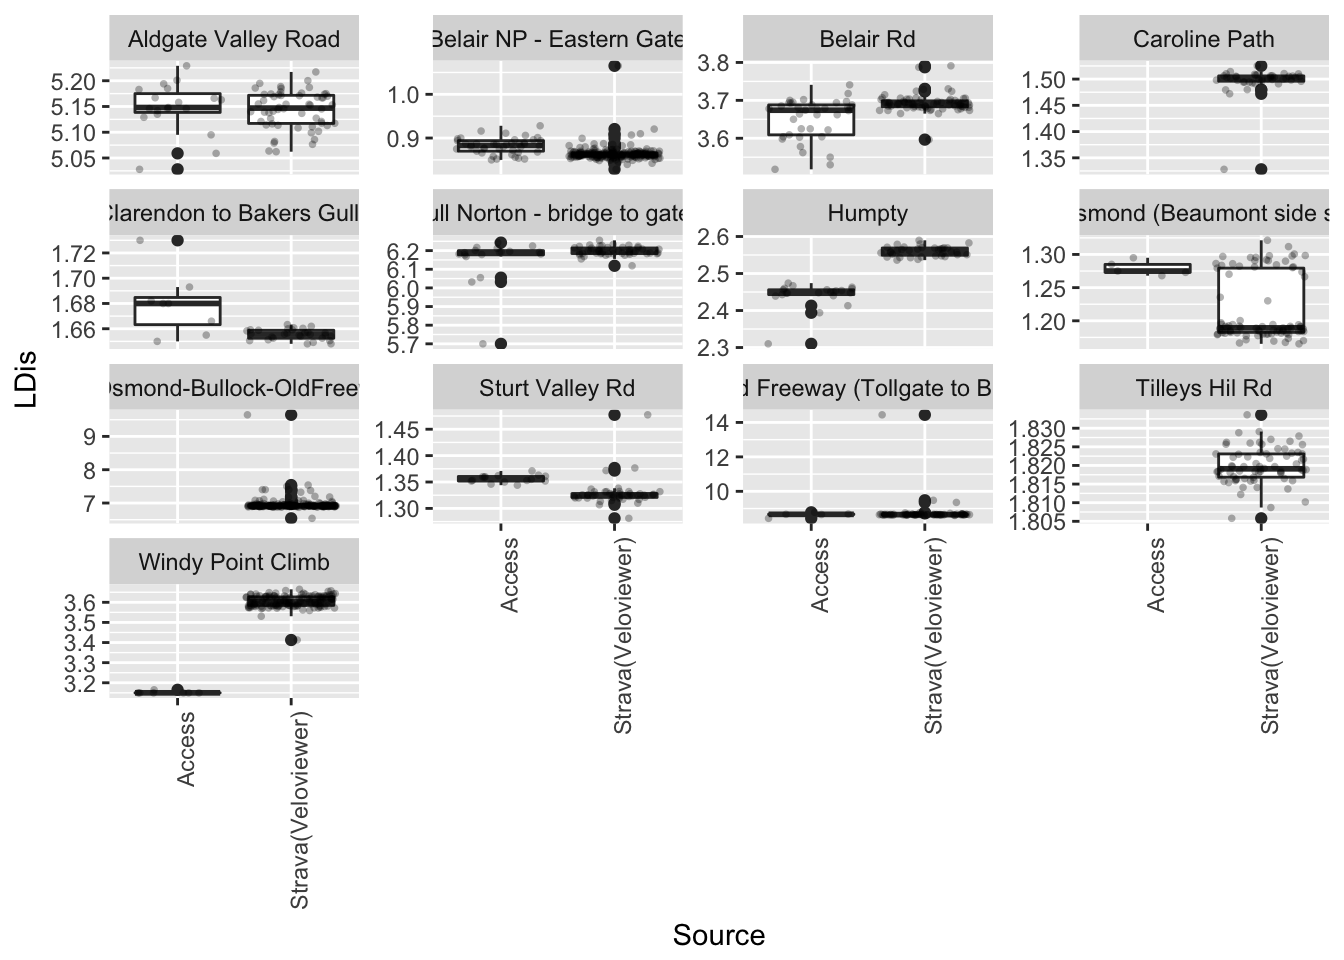 Aldgate Valley Road
Belair NP - Eastern Gate
Belair Rd
Caroline Path
5.20
5.15
5.10
5.05
1.0
0.9
3.8
3.7
3.6
1.50
1.45
1.40
1.35
Clarendon to Bakers Gull
ull Norton - bridge to gate
Humpty
smond (Beaumont side s
1.72
1.70
1.68
1.66
6.2
6.1
6.0
5.9
5.8
5.7
2.6
2.5
2.4
2.3
1.30
1.25
1.20
Osmond-Bullock-OldFree
Sturt Valley Rd
d Freeway (Tollgate to B
Tilleys Hil Rd
9
8
7
1.45
1.40
1.35
1.30
14
12
10
1.830
1.825
1.820
1.815
1.810
1.805
Windy Point Climb
3.6
3.5
3.4
3.3
3.2
Access
Strava(Veloviewer)
Access
Strava(Veloviewer)
Access
Strava(Veloviewer)
Access
Strava(Veloviewer)
LDis
Source